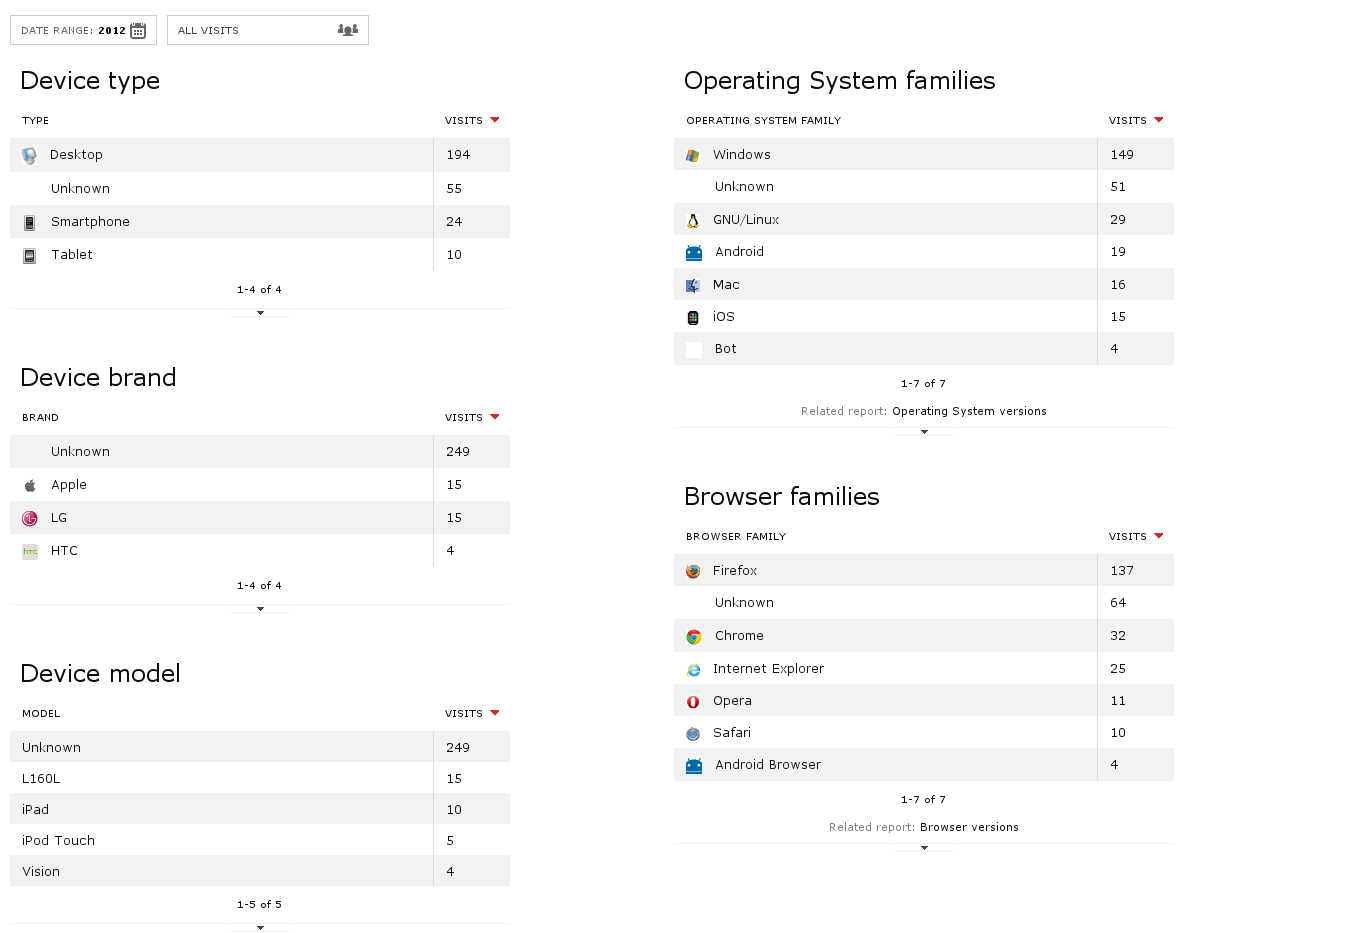 DATE RANGE: 2012
ALL VISITS
Device type
TYPE VISITS
Desktop 194
Unknown 55
Smartphone 24
Tablet 10
1-4 of 4
Device brand
BRAND VISITS
Unknown 249
Apple 15
LG 15
HTC 4
1-4 of 4
Device model
MODEL VISITS
Unknown 249
L160L 15
iPad 10
iPod Touch 5
Vision 4
1-5 of 5
Operating System families
OPERATING SYSTEM FAMILY VISITS
Windows 149
Unknown 51
GNU/Linux 29
Android 19
Mac 16
iOS 15
Bot 4
1-7 of 7
Related report: Operating System versions
Browser families
BROWSER FAMILY VISITS
Firefox 137
Unknown 64
Chrome 32
Internet Explorer 25
Opera 11
Safari 10
Android Browser 4
1-7 of 7
Related report: Browser versions